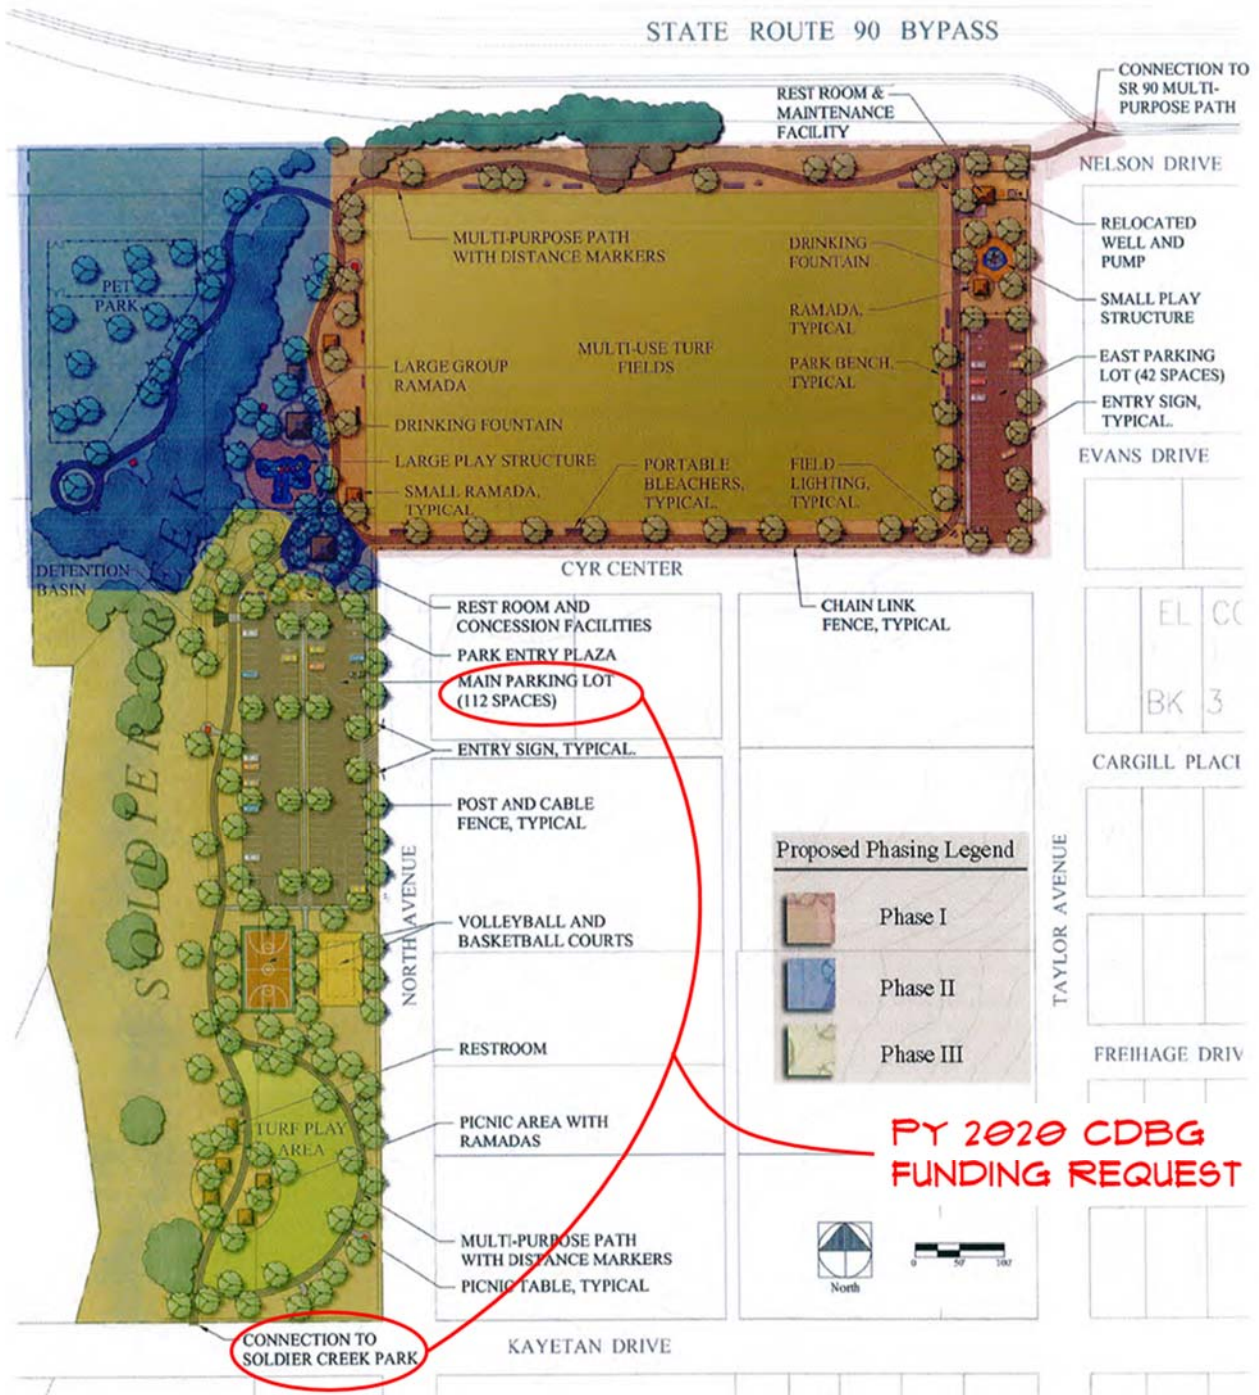 STATE ROUTE 90 BYPASS
CONNECTION TO
SR 90 MULTI-
PURPOSE PATH
REST ROOM &
MAINTENANCE
FACILITY
NELSON DRIVE
MULTI-PURPOSE PATH
WITH DISTANCE MARKERS
DRINKING
FOUNTAIN
RELOCATED
WELL AND
PUMP
PET
PARK
RAMADA,
TYPICAL
SMALL PLAY
STRUCTURE
MULTI-USE TURF
FIELDS
LARGE GROUP
RAMADA
PARK BENCH,
TYPICAL
EAST PARKING
LOT (42 SPACES)
ENTRY SIGN,
TYPICAL.
DRINKING FOUNTAIN
EVANS DRIVE
LARGE PLAY STRUCTURE
SMALL RAMADA,
TYPICAL
PORTABLE
BLEACHERS,
TYPICAL.
FIELD
LIGHTING,
TYPICAL.
DETENTION
BASIN
CYR CENTER
REST ROOM AND
CONCESSION FACILITIES
CHAIN LINK
FENCE, TYPICAL
EL CO
PARK ENTRY PLAZA
MAIN PARKING LOT
(112 SPACES)
BK 3
ENTRY SIGN, TYPICAL.
CARGILL PLACE
POST AND CABLE
FENCE, TYPICAL
SOLDIER CREEK
NORTH AVENUE
TAYLOR AVENUE
Proposed Phasing Legend
Phase I
Phase II
Phase III
VOLLEYBALL AND
BASKETBALL COURTS
RESTROOM
FREIHAGE DRIV
PICNIC AREA WITH
RAMADAS
TURF PLAY
AREA
PY 2020 CDBG
FUNDING REQUEST
MULTI-PURPOSE PATH
WITH DISTANCE MARKERS
PICNIC TABLE, TYPICAL
0 50' 100'
North
CONNECTION TO
SOLDIER CREEK PARK
KAYETAN DRIVE